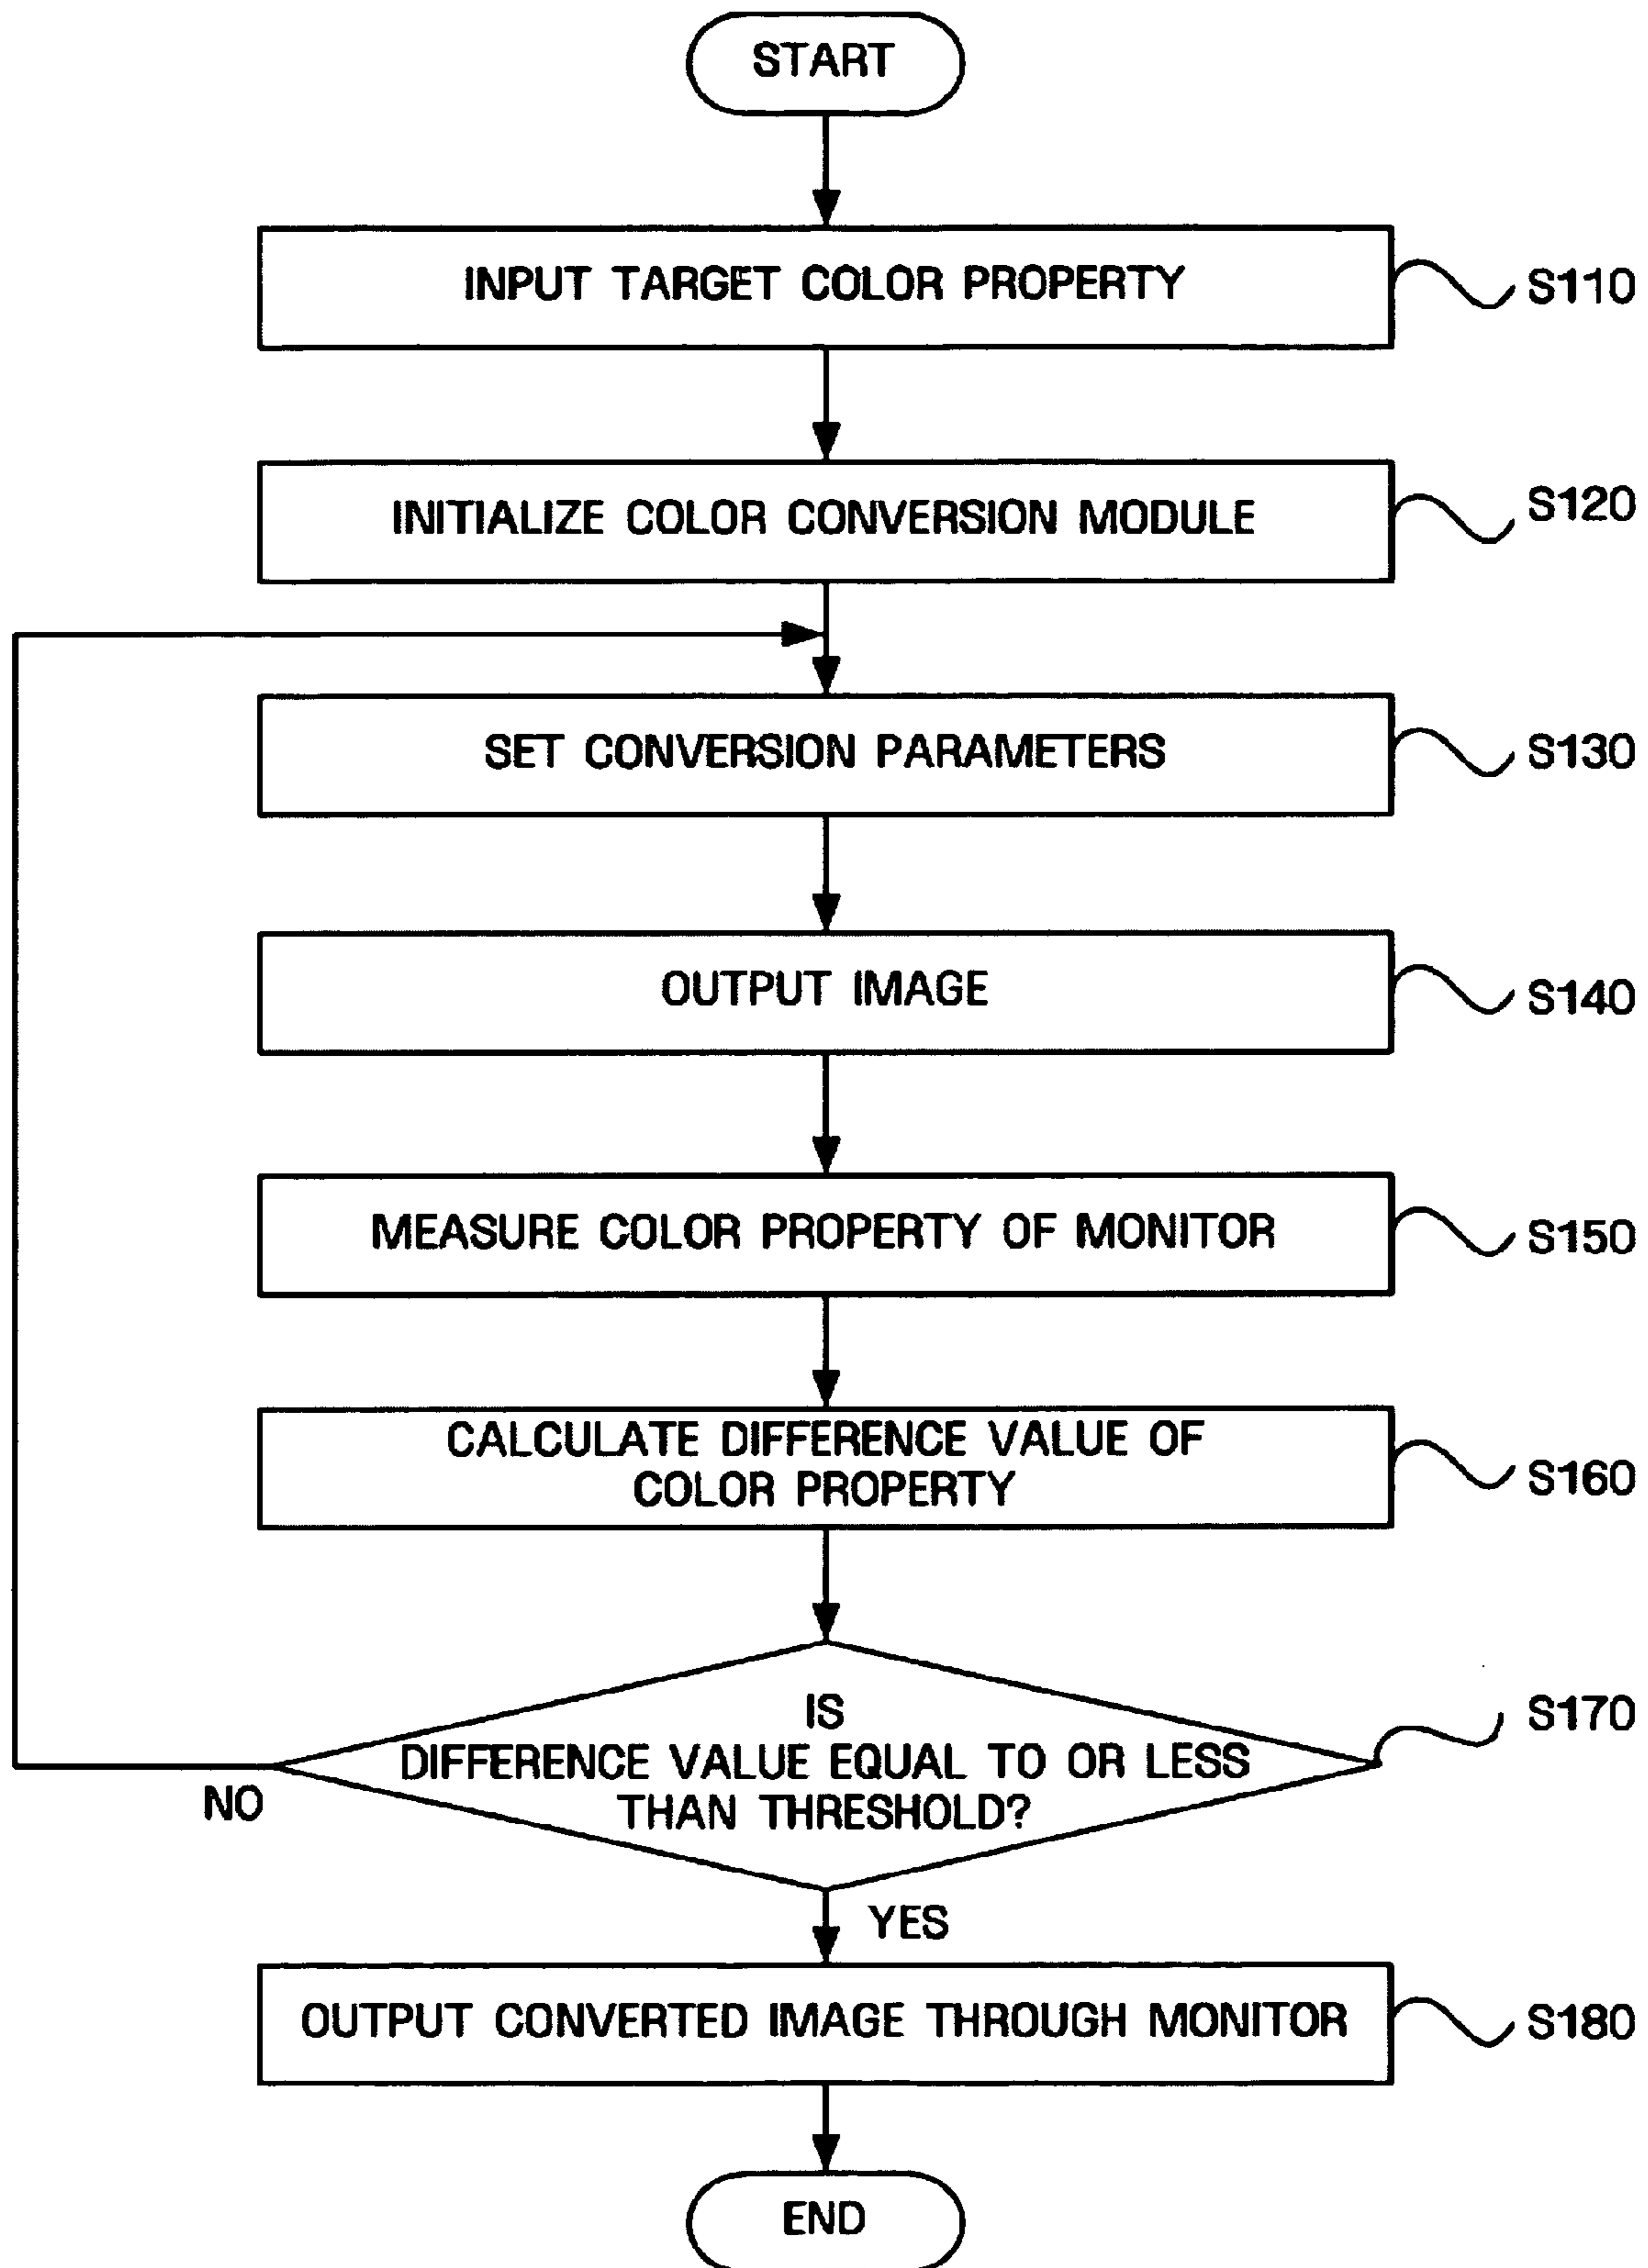 START
INPUT TARGET COLOR PROPERTY
S110
INITIALIZE COLOR CONVERSION MODULE
S120
SET CONVERSION PARAMETERS
S130
OUTPUT IMAGE
S140
MEASURE COLOR PROPERTY OF MONITOR
S150
CALCULATE DIFFERENCE VALUE OF
COLOR PROPERTY
S160
IS
DIFFERENCE VALUE EQUAL TO OR LESS
THAN THRESHOLD?
S170
NO
YES
OUTPUT CONVERTED IMAGE THROUGH MONITOR
S180
END